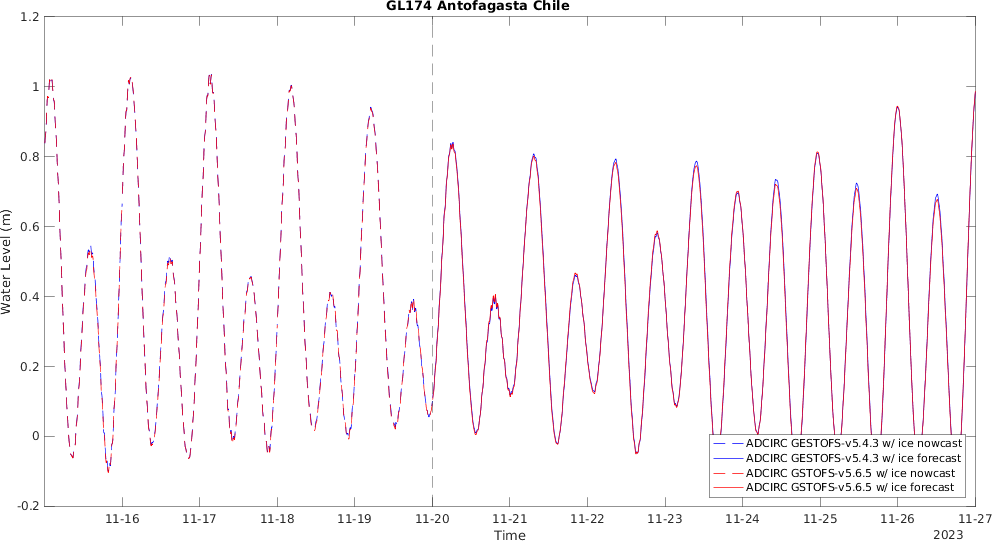 GL174 Antofagasta Chile
1.2
1
0.8
0.6
0.4
0.2
0
-0.2
Water Level (m)
ADCIRC GESTOFS-v5.4.3 w/ ice nowcast
ADCIRC GESTOFS-v5.4.3 w/ ice forecast
ADCIRC GSTOFS-v5.6.5 w/ ice nowcast
ADCIRC GSTOFS-v5.6.5 w/ ice forecast
11-16 11-17 11-18 11-19 11-20 11-21 11-22 11-23 11-24 11-25 11-26 11-27
Time
2023